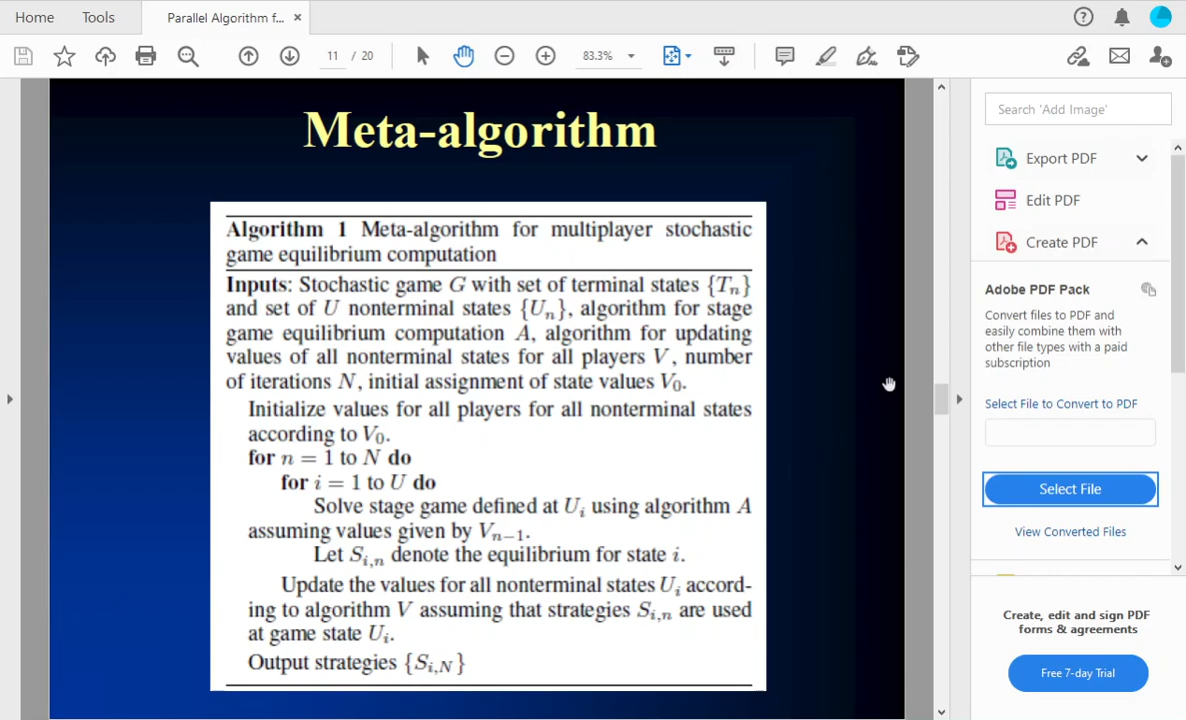 Home Tools Parallel Algorithm f... ×
11 / 20 83.3%
Meta-algorithm
Algorithm 1 Meta-algorithm for multiplayer stochastic
game equilibrium computation
Inputs: Stochastic game G with set of terminal states {Tₙ}
and set of U nonterminal states {Uₙ}, algorithm for stage
game equilibrium computation A, algorithm for updating
values of all nonterminal states for all players V, number
of iterations N, initial assignment of state values V₀.
Initialize values for all players for all nonterminal states
according to V₀.
for n = 1 to N do
for i = 1 to U do
Solve stage game defined at Uᵢ using algorithm A
assuming values given by Vₙ₋₁.
Let Sᵢ,ₙ denote the equilibrium for state i.
Update the values for all nonterminal states Uᵢ accord-
ing to algorithm V assuming that strategies Sᵢ,ₙ are used
at game state Uᵢ.
Output strategies {S_{i,N}}
Search 'Add Image'
Export PDF
Edit PDF
Create PDF
Adobe PDF Pack
Convert files to PDF and
easily combine them with
other file types with a paid
subscription
Select File to Convert to PDF
Select File
View Converted Files
Create, edit and sign PDF
forms & agreements
Free 7-day Trial